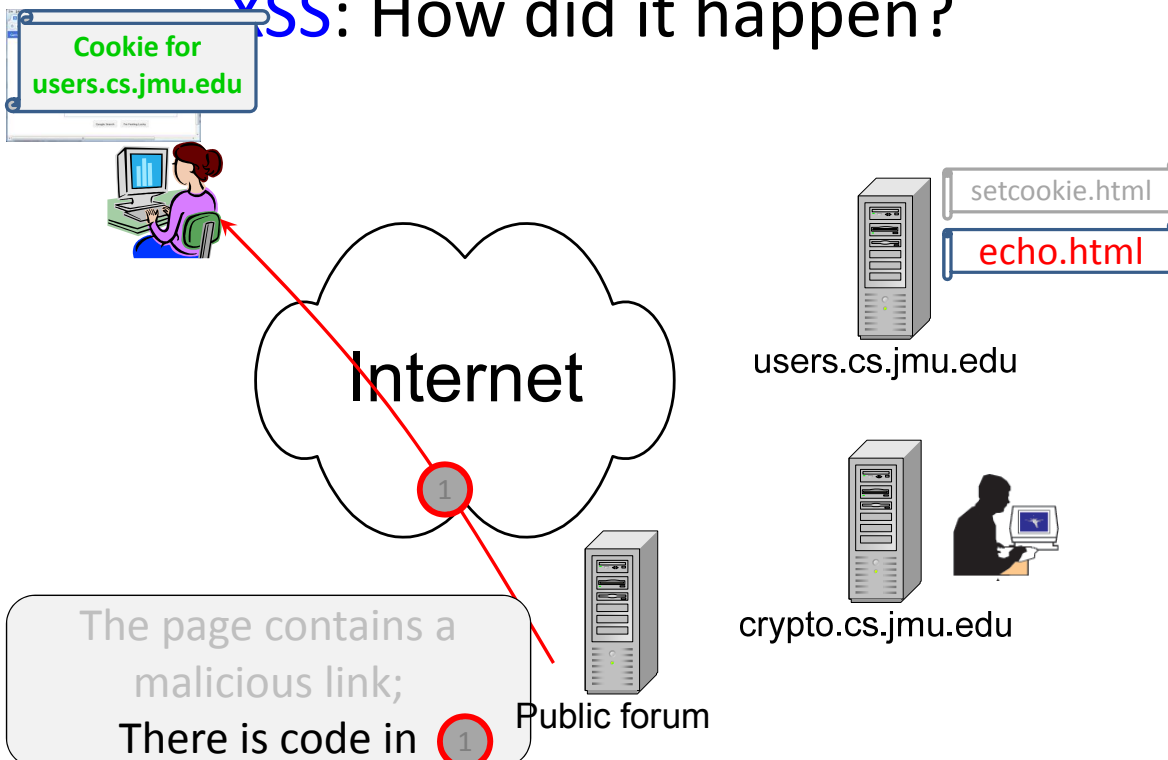 XSS: How did it happen?
Cookie for
users.cs.jmu.edu
setcookie.html
echo.html
Internet
users.cs.jmu.edu
1
crypto.cs.jmu.edu
The page contains a
malicious link;
There is code in 1
Public forum